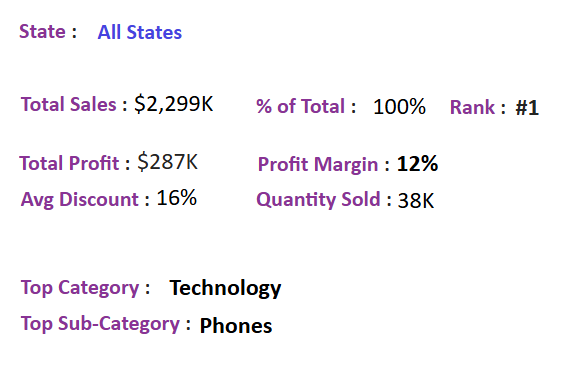 State : All States
Total Sales : $2,299K % of Total : 100% Rank : #1
Total Profit : $287K Profit Margin : 12%
Avg Discount : 16% Quantity Sold : 38K
Top Category : Technology
Top Sub-Category : Phones